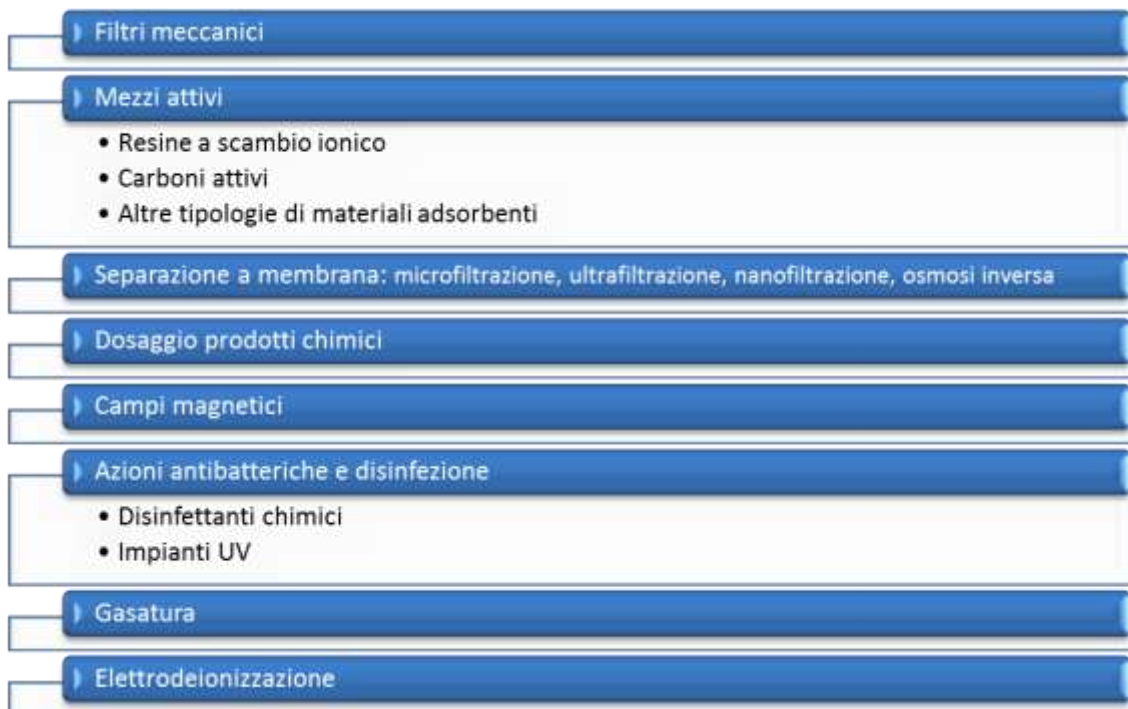 Filtri meccanici
Mezzi attivi
• Resine a scambio ionico
• Carboni attivi
• Altre tipologie di materiali adsorbenti
Separazione a membrana: microfiltrazione, ultrafiltrazione, nanofiltrazione, osmosi inversa
Dosaggio prodotti chimici
Campi magnetici
Azioni antibatteriche e disinfezione
• Disinfettanti chimici
• Impianti UV
Gasatura
Elettrodeionizzazione